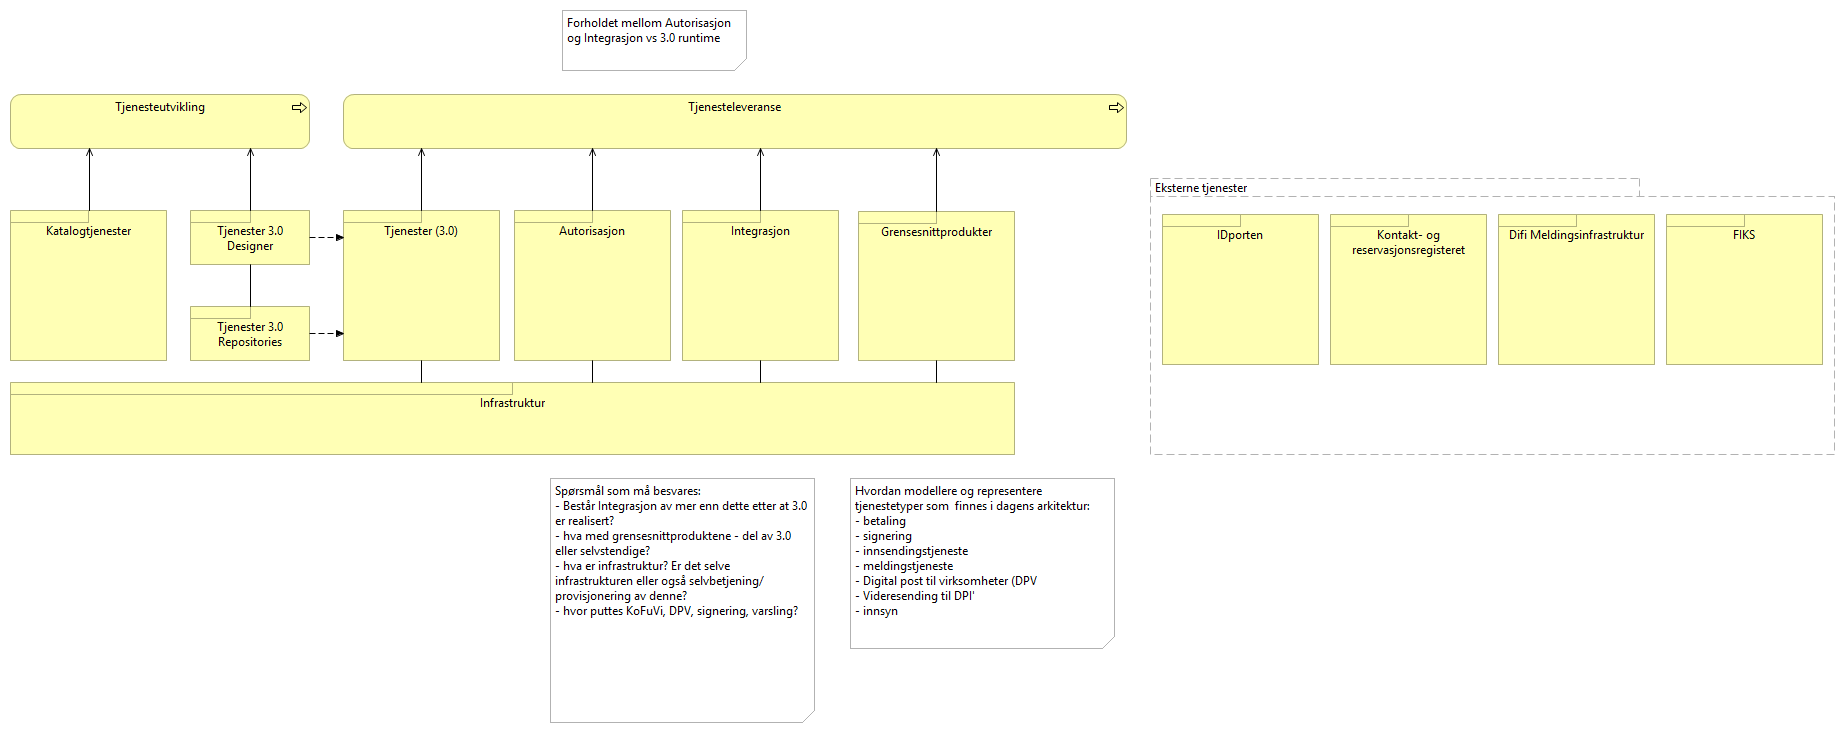 Forholdet mellom Autorisasjon
og Integrasjon vs 3.0 runtime
Tjenesteutvikling
Tjenesteleveranse
Eksterne tjenester
Katalogtjenester
Tjenester 3.0
Designer
Tjenester (3.0)
Autorisasjon
Integrasjon
Grensesnittprodukter
IDporten
Kontakt- og
reservasjonsregisteret
Difi Meldingsinfrastruktur
FIKS
Tjenester 3.0
Repositories
Infrastruktur
Spørsmål som må besvares:
- Består Integrasjon av mer enn dette etter at 3.0
er realisert?
- hva med grensesnittproduktene - del av 3.0
eller selvstendige?
- hva er infrastruktur? Er det selve
infrastrukturen eller også selvbetjening/
provisjonering av denne?
- hvor puttes KoFuVi, DPV, signering, varsling?
Hvordan modellere og representere
tjenestetyper som  finnes i dagens arkitektur:
- betaling
- signering
- innsendingstjeneste
- meldingstjeneste
- Digital post til virksomheter (DPV
- Videresending til DPI'
- innsyn